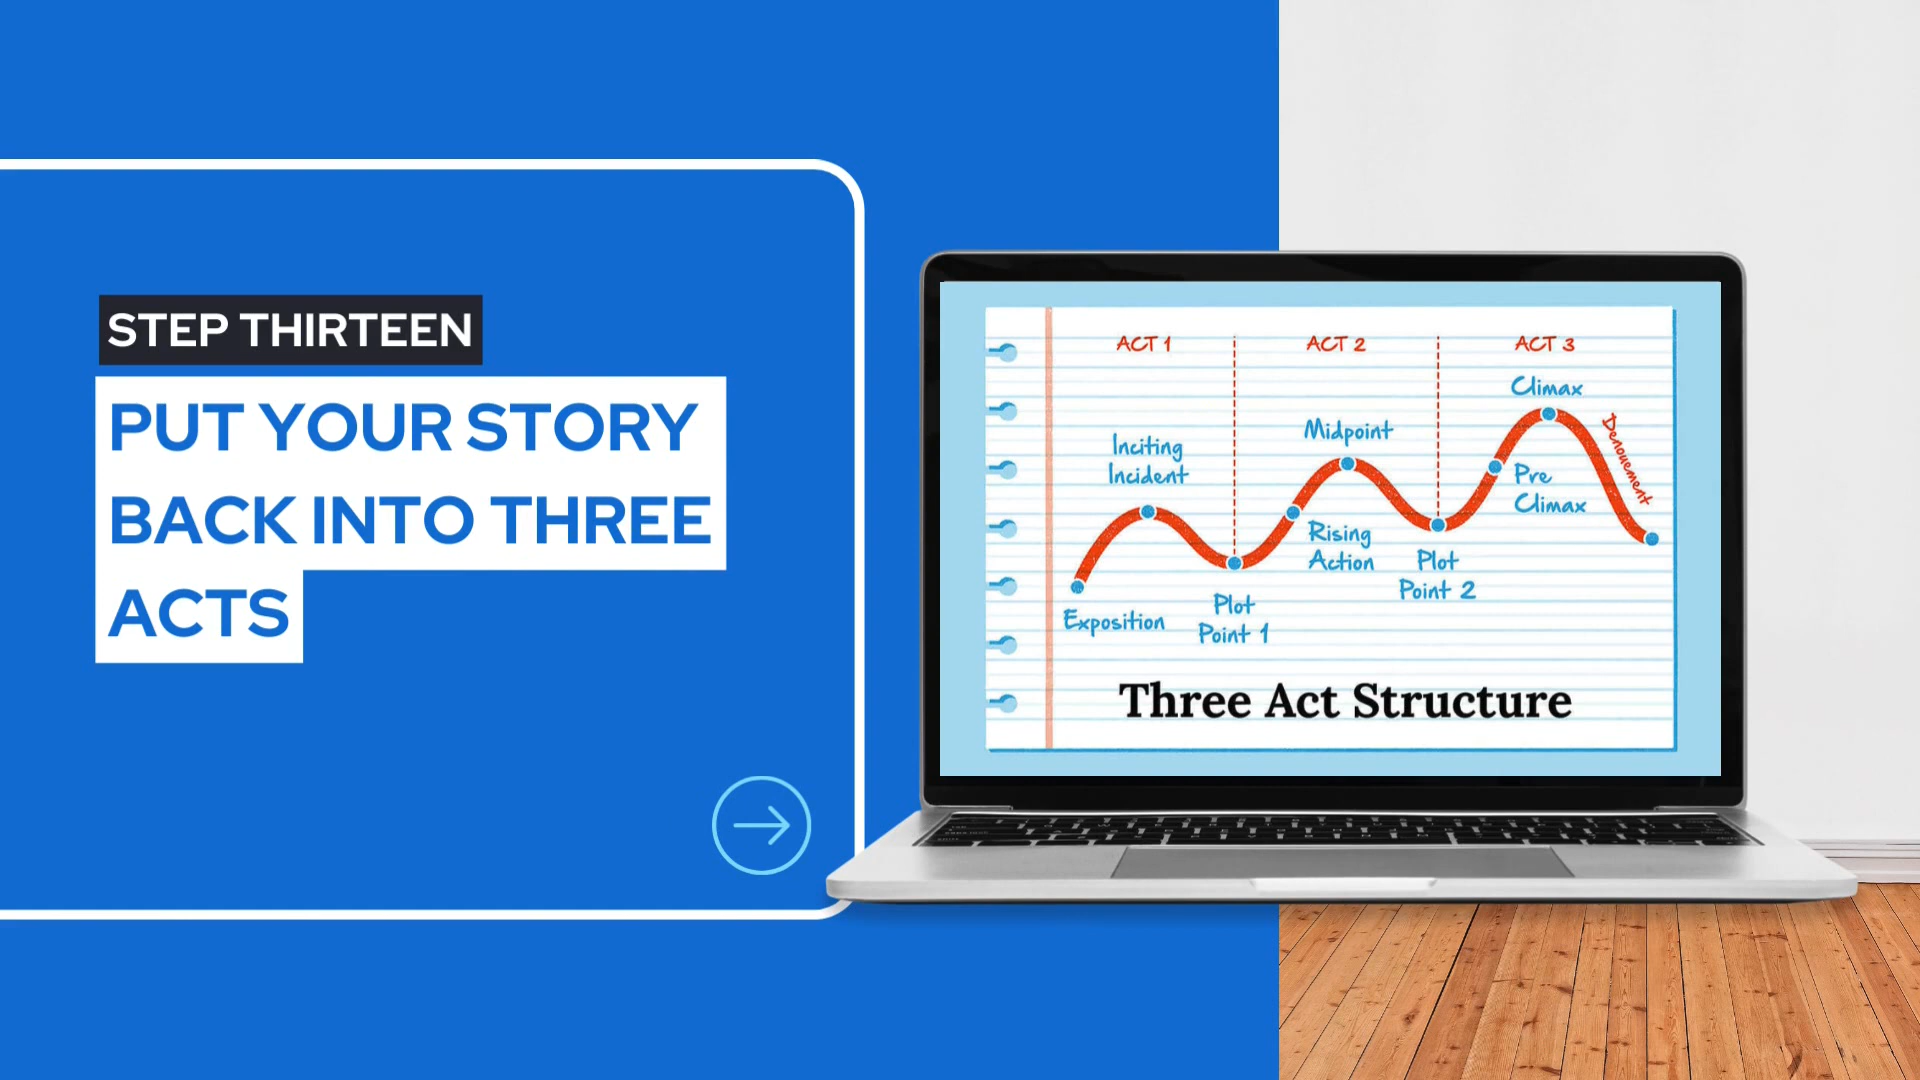 STEP THIRTEEN
PUT YOUR STORY
BACK INTO THREE
ACTS
ACT 1
ACT 2
ACT 3
Climax
Denouement
Midpoint
Inciting
Incident
Pre
Climax
Rising
Action
Plot
Point 2
Plot
Point 1
Exposition
Three Act Structure